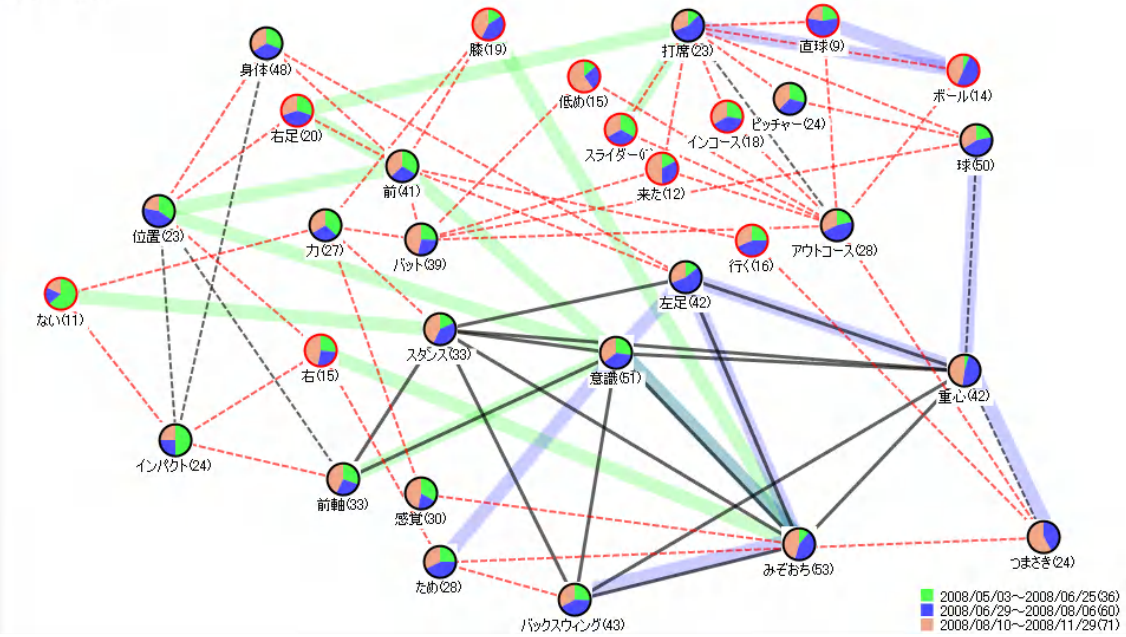 膝(19)
打席(23)
直球(9)
身体(48)
低め(15)
ボール(14)
右足(20)
ピッチャー(24)
インコース(18)
スライダー(
球(50)
前(41)
来た(12)
位置(23)
力(27)
バット(39)
行く(16)
アウトコース(28)
左足(42)
ない(11)
スタンス(33)
右(15)
意識(51)
重心(42)
インパクト(24)
前軸(33)
感覚(30)
みぞおち(53)
つまさき(24)
ため(28)
バックスウィング(43)
2008/05/03～2008/06/25(36)
2008/06/29～2008/08/06(60)
2008/08/10～2008/11/29(71)